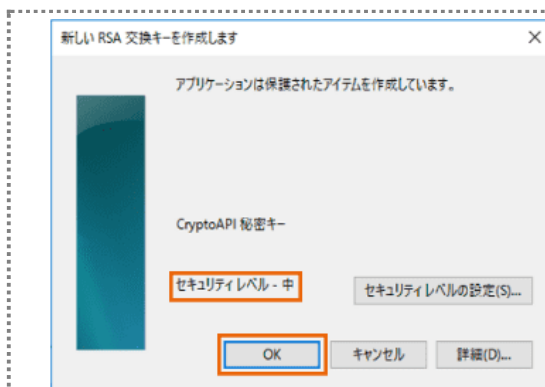 新しい RSA 交換キーを作成します
アプリケーションは保護されたアイテムを作成しています。
CryptoAPI 秘密キー
セキュリティ レベル - 中
セキュリティ レベルの設定(S)...
OK
キャンセル
詳細(D)...